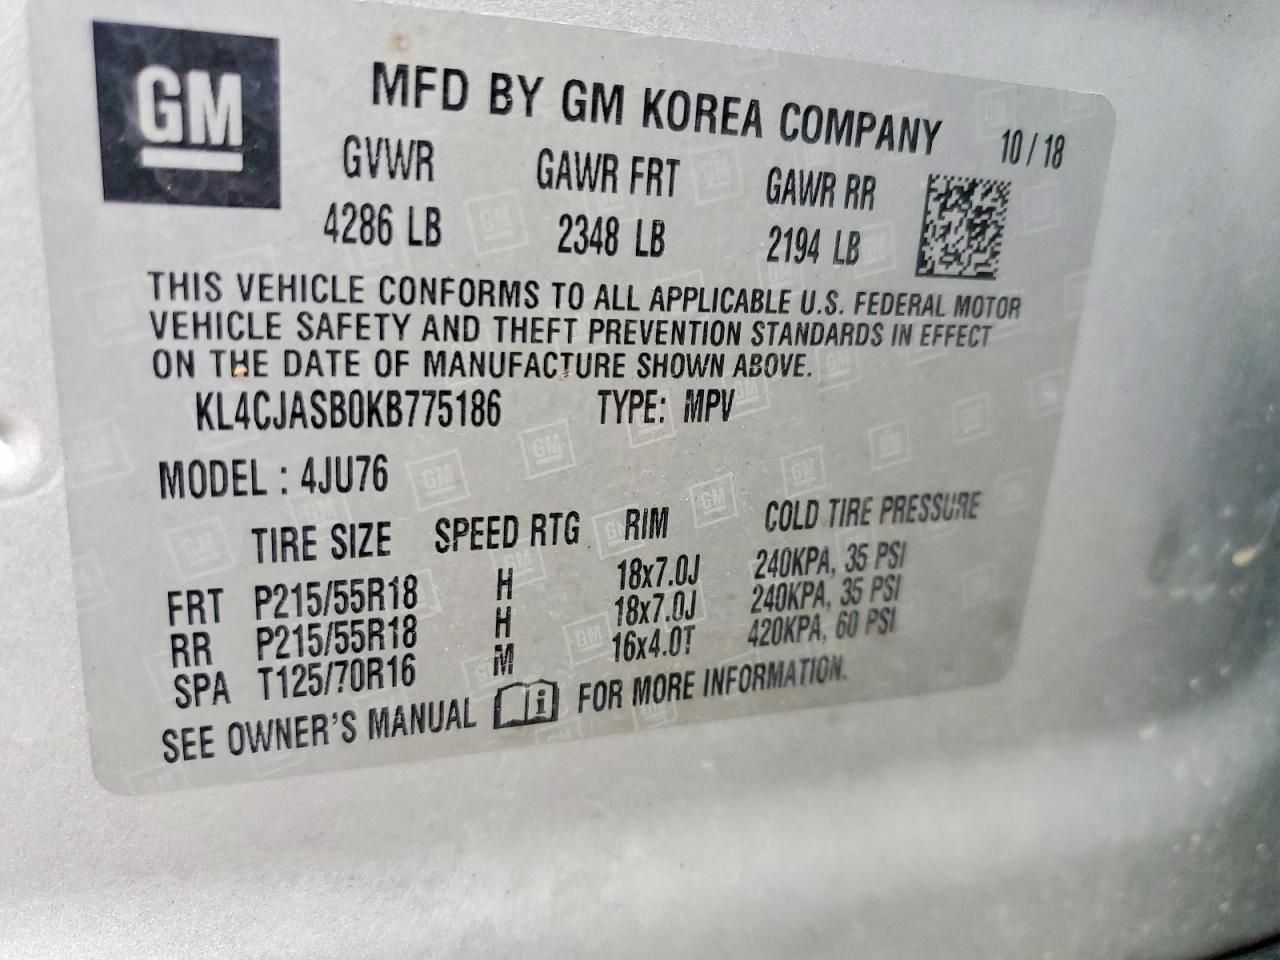 GM
MFD BY GM KOREA COMPANY 10 / 18
GVWR GAWR FRT GAWR RR
4286 LB 2348 LB 2194 LB
THIS VEHICLE CONFORMS TO ALL APPLICABLE U.S. FEDERAL MOTOR
VEHICLE SAFETY AND THEFT PREVENTION STANDARDS IN EFFECT
ON THE DATE OF MANUFACTURE SHOWN ABOVE.
KL4CJASB0KB775186 TYPE: MPV
MODEL : 4JU76
TIRE SIZE SPEED RTG RIM COLD TIRE PRESSURE
FRT P215/55R18 H 18x7.0J 240KPA, 35 PSI
RR P215/55R18 H 18x7.0J 240KPA, 35 PSI
SPA T125/70R16 M 16x4.0T 420KPA, 60 PSI
SEE OWNER'S MANUAL FOR MORE INFORMATION.